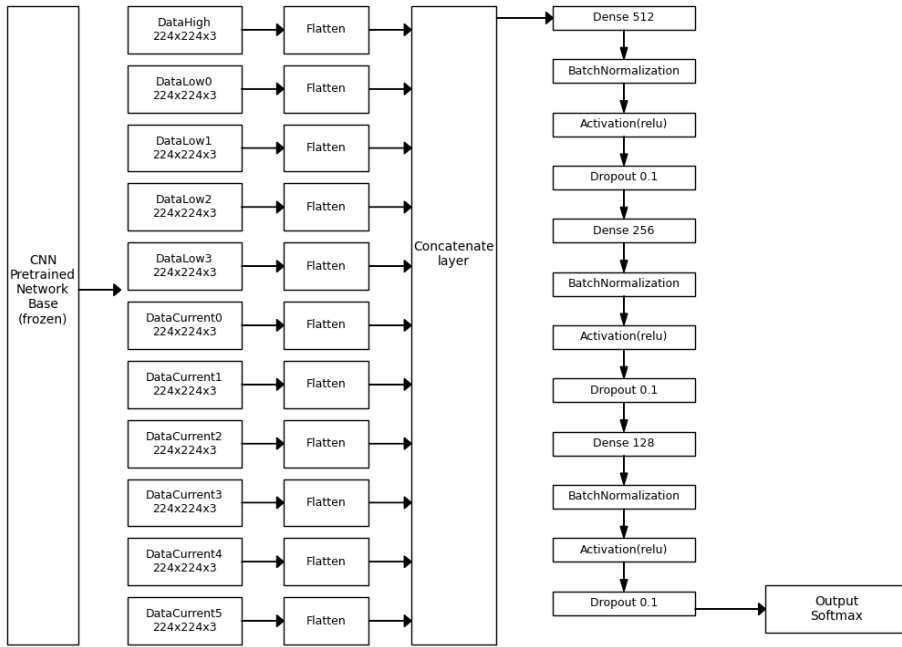 CNN
Pretrained
Network
Base
(frozen)
DataHigh
224x224x3
Flatten
DataLow0
224x224x3
Flatten
DataLow1
224x224x3
Flatten
DataLow2
224x224x3
Flatten
DataLow3
224x224x3
Flatten
DataCurrent0
224x224x3
Flatten
DataCurrent1
224x224x3
Flatten
DataCurrent2
224x224x3
Flatten
DataCurrent3
224x224x3
Flatten
DataCurrent4
224x224x3
Flatten
DataCurrent5
224x224x3
Flatten
Concatenate
layer
Dense 512
BatchNormalization
Activation(relu)
Dropout 0.1
Dense 256
BatchNormalization
Activation(relu)
Dropout 0.1
Dense 128
BatchNormalization
Activation(relu)
Dropout 0.1
Output
Softmax